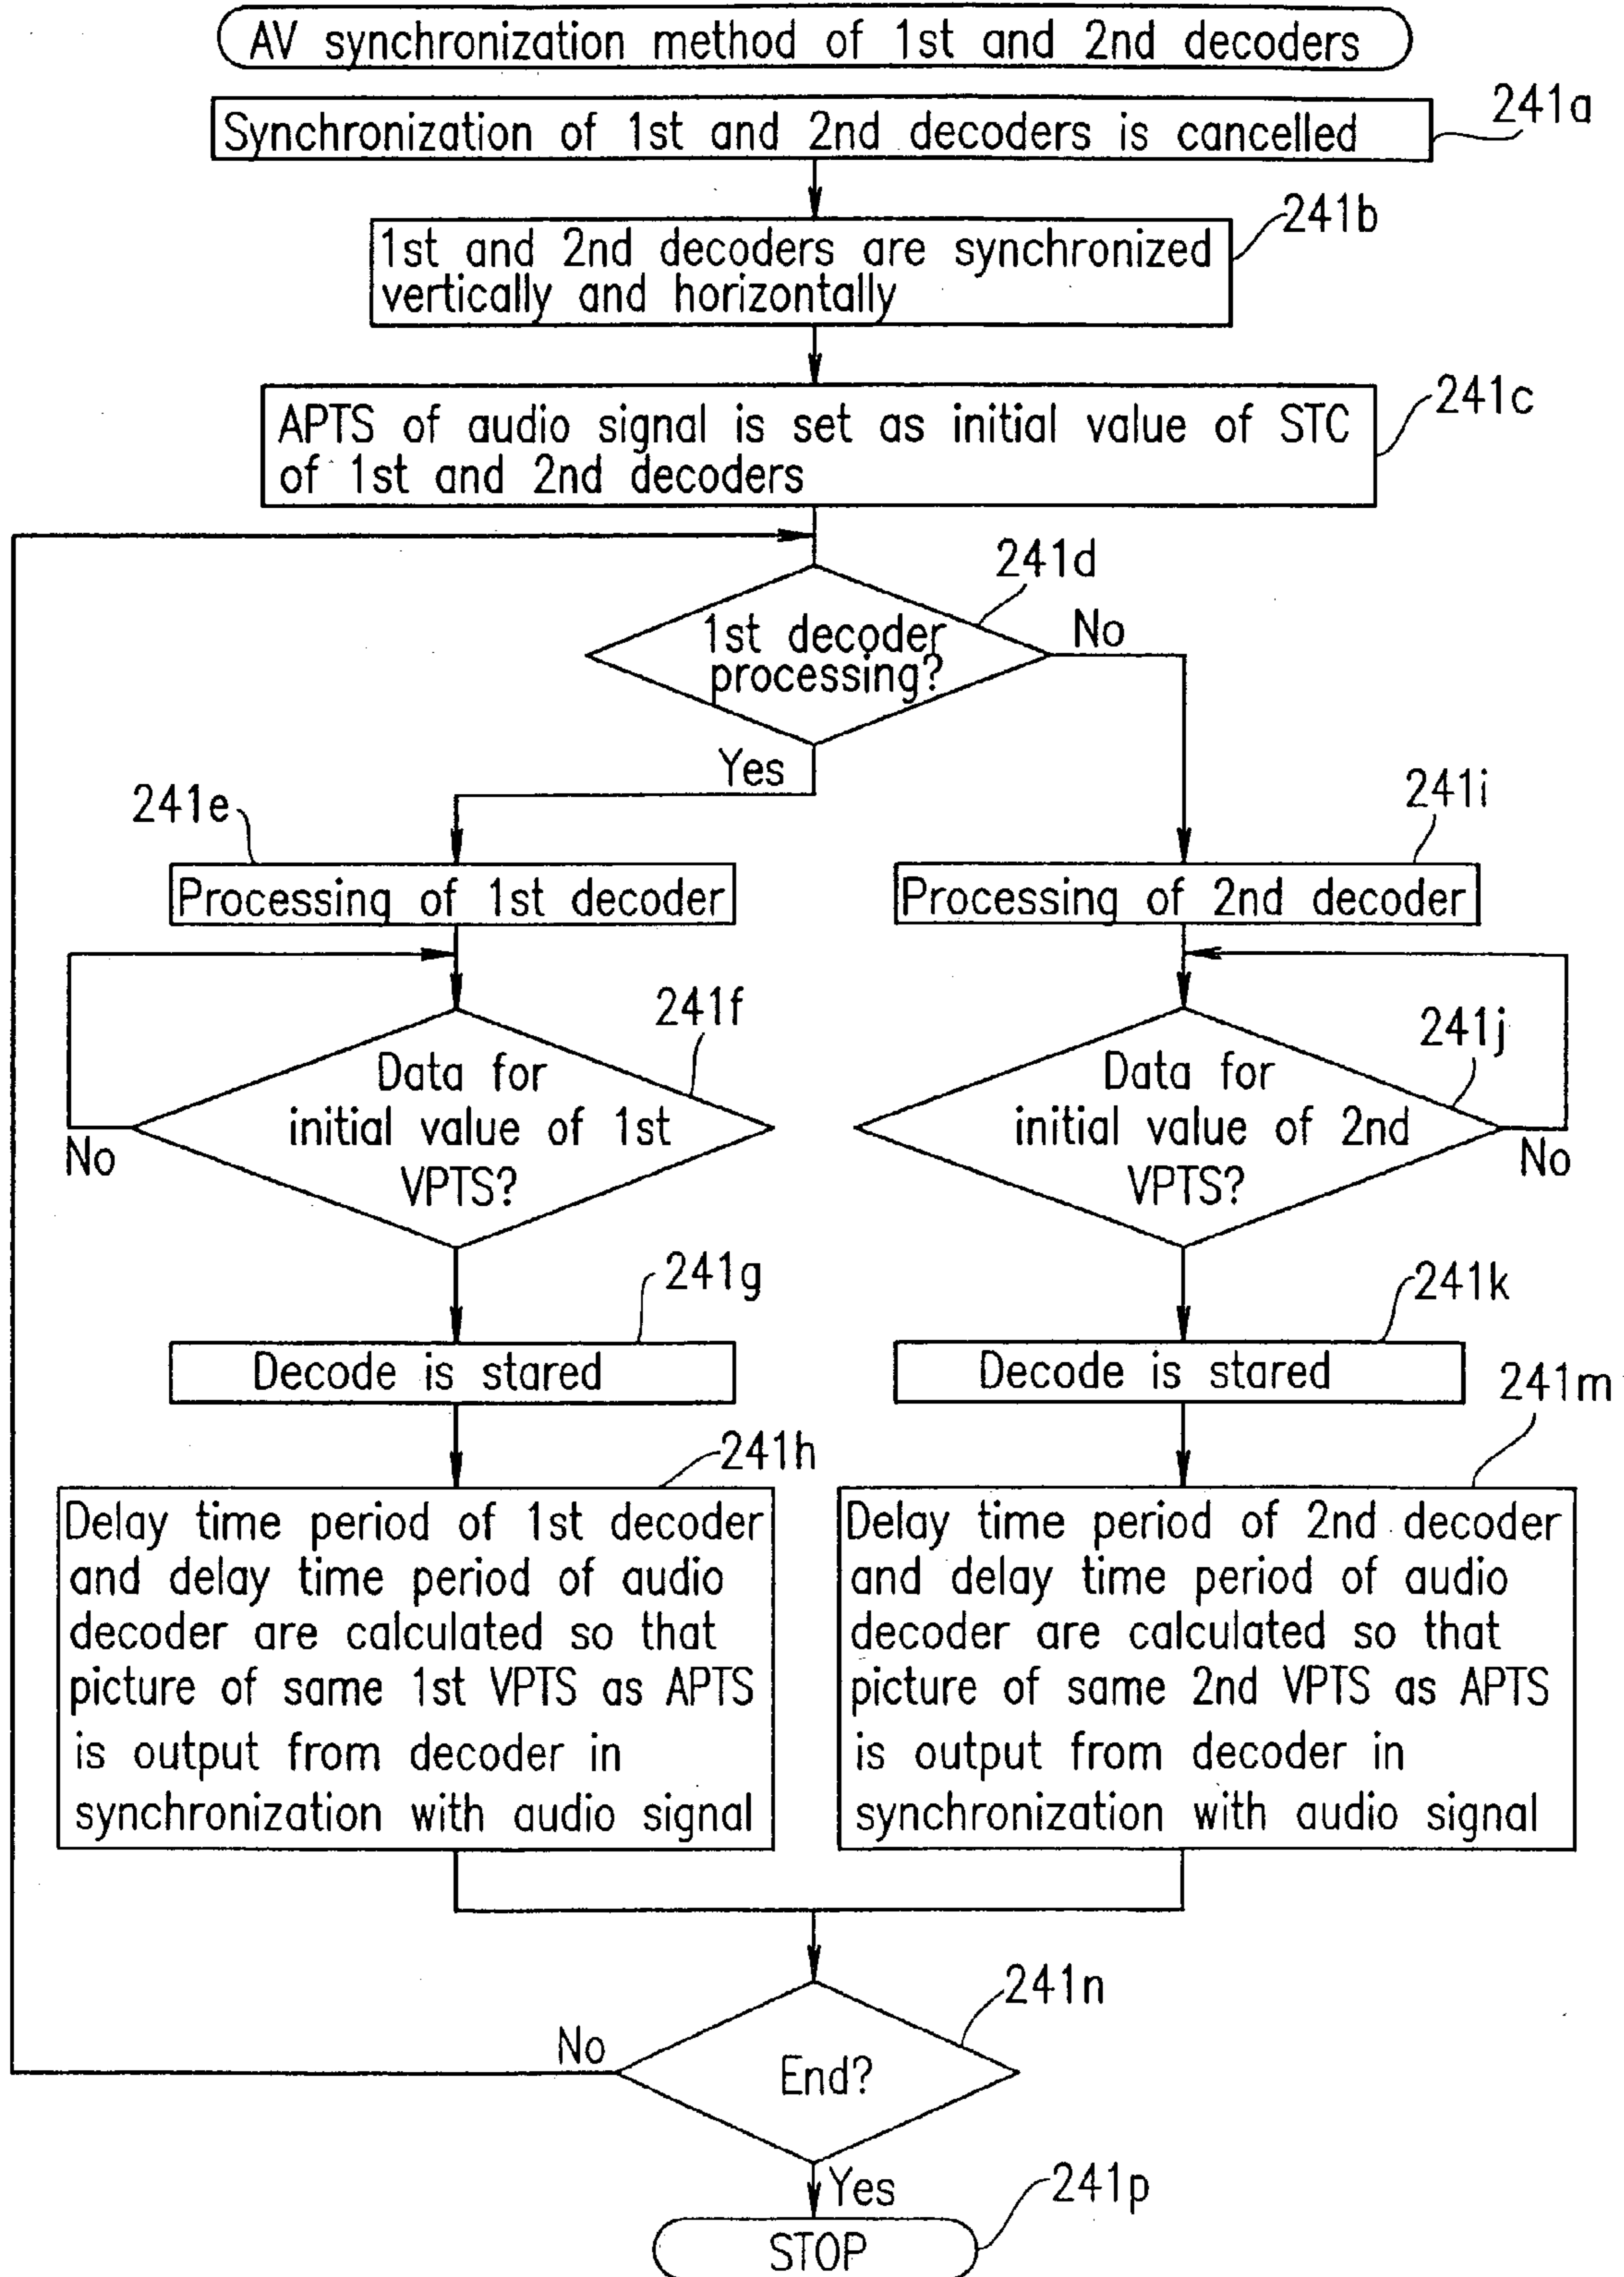 AV synchronization method of 1st and 2nd decoders
241a
Synchronization of 1st and 2nd decoders is cancelled
241b
1st and 2nd decoders are synchronized
vertically and horizontally
241c
APTS of audio signal is set as initial value of STC
of 1st and 2nd decoders
241d
1st decoder
processing?
No
Yes
241e
241i
Processing of 1st decoder
Processing of 2nd decoder
241f
241j
Data for
initial value of 1st
VPTS?
No
Data for
initial value of 2nd
VPTS?
No
241g
241k
Decode is stared
Decode is stared
241h
241m
Delay time period of 1st decoder
and delay time period of audio
decoder are calculated so that
picture of same 1st VPTS as APTS
is output from decoder in
synchronization with audio signal
Delay time period of 2nd decoder
and delay time period of audio
decoder are calculated so that
picture of same 2nd VPTS as APTS
is output from decoder in
synchronization with audio signal
241n
No
End?
Yes
241p
STOP